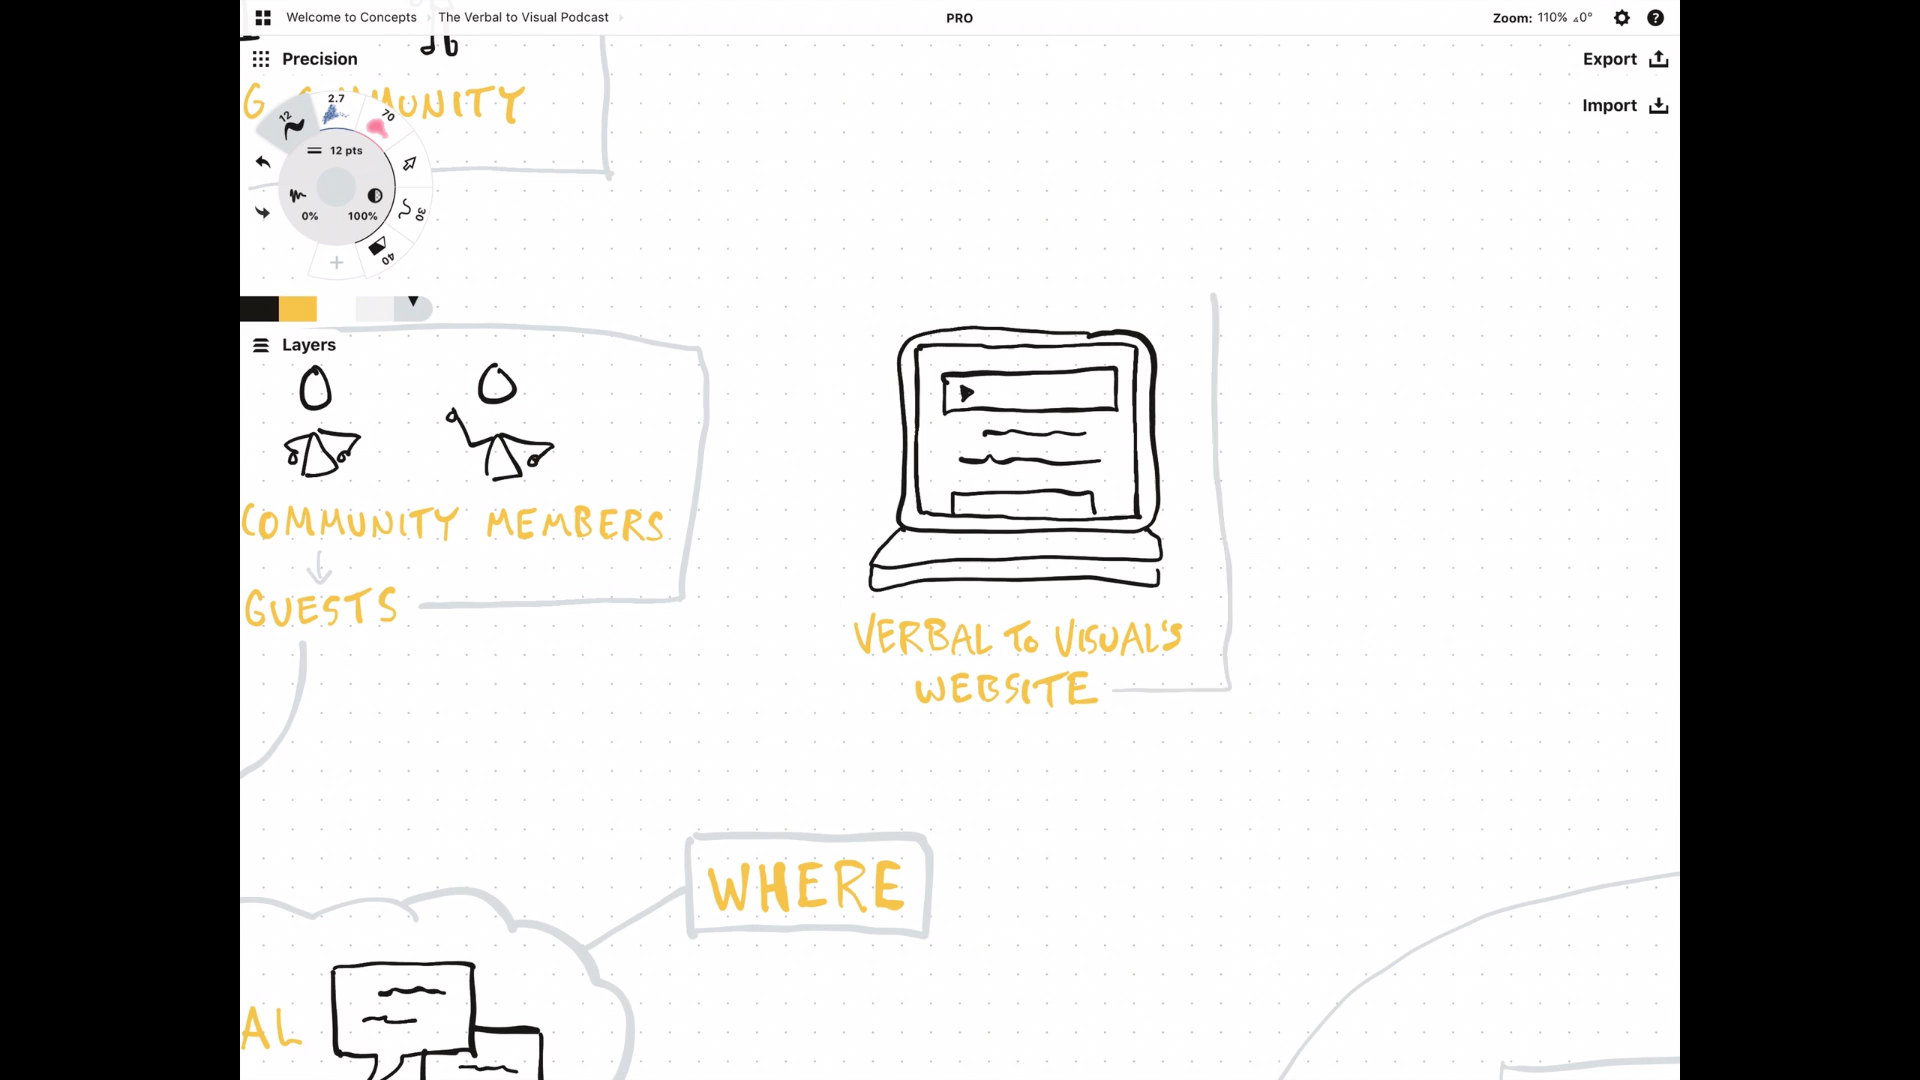 Welcome to Concepts
The Verbal to Visual Podcast
PRO
Zoom: 110% 0°
Precision
Export
Import
2.7
12
70
12 pts
0%
100%
30
40
Layers
COMMUNITY MEMBERS
GUESTS
VERBAL TO VISUAL'S
WEBSITE
WHERE
AL